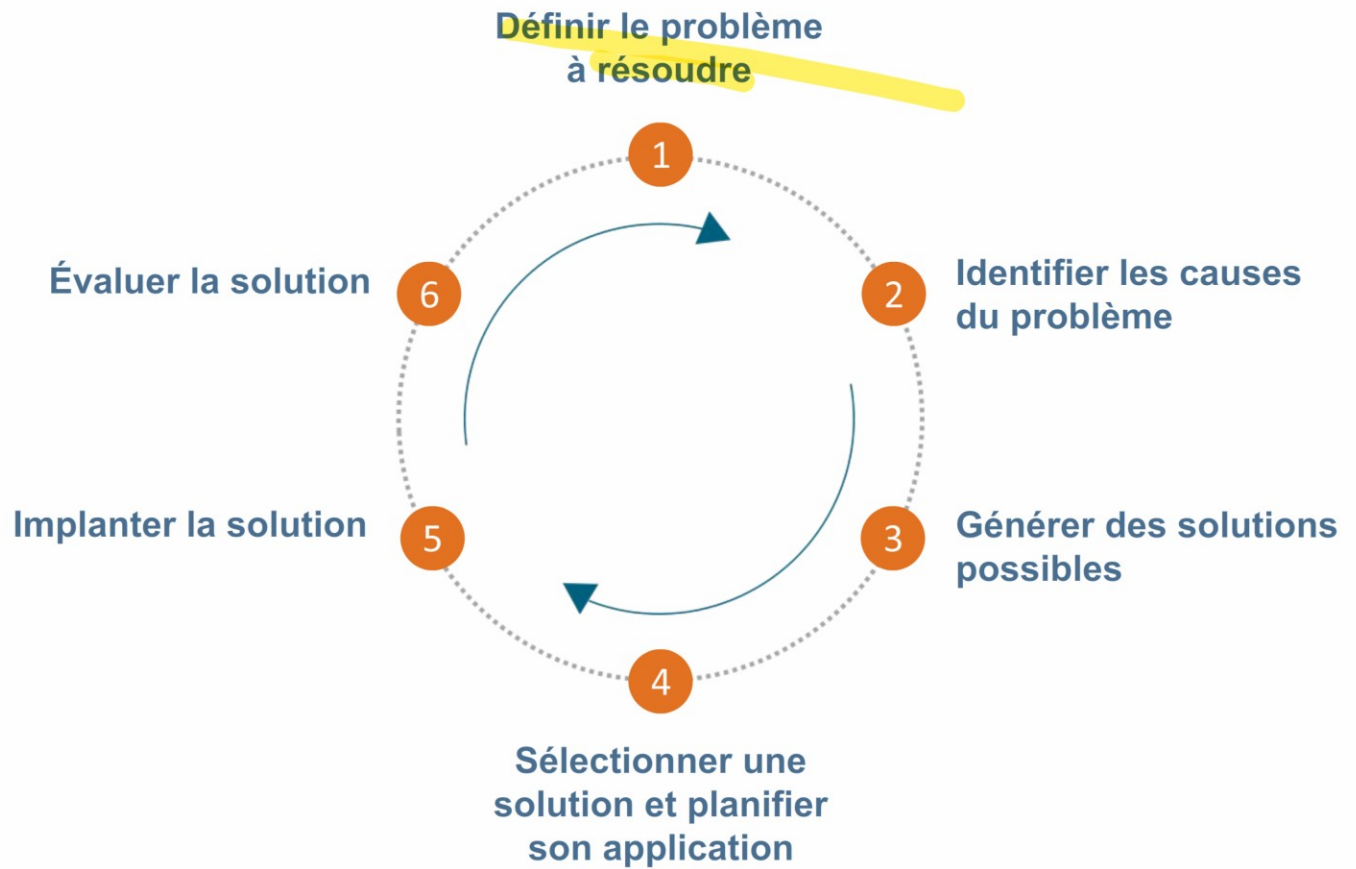 Définir le problème
à résoudre
1
Évaluer la solution
6
2
Identifier les causes
du problème
Implanter la solution
5
3
Générer des solutions
possibles
4
Sélectionner une
solution et planifier
son application